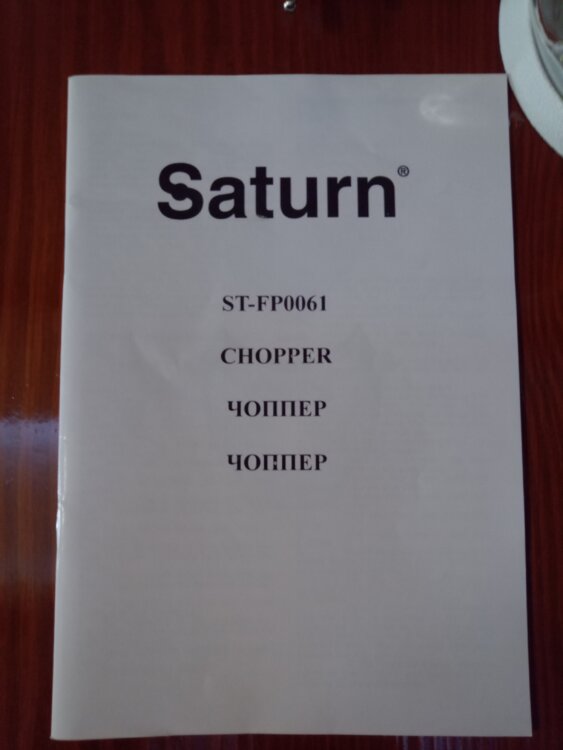 Saturn®
ST-FP0061
CHOPPER
ЧОППЕР
ЧОППЕР